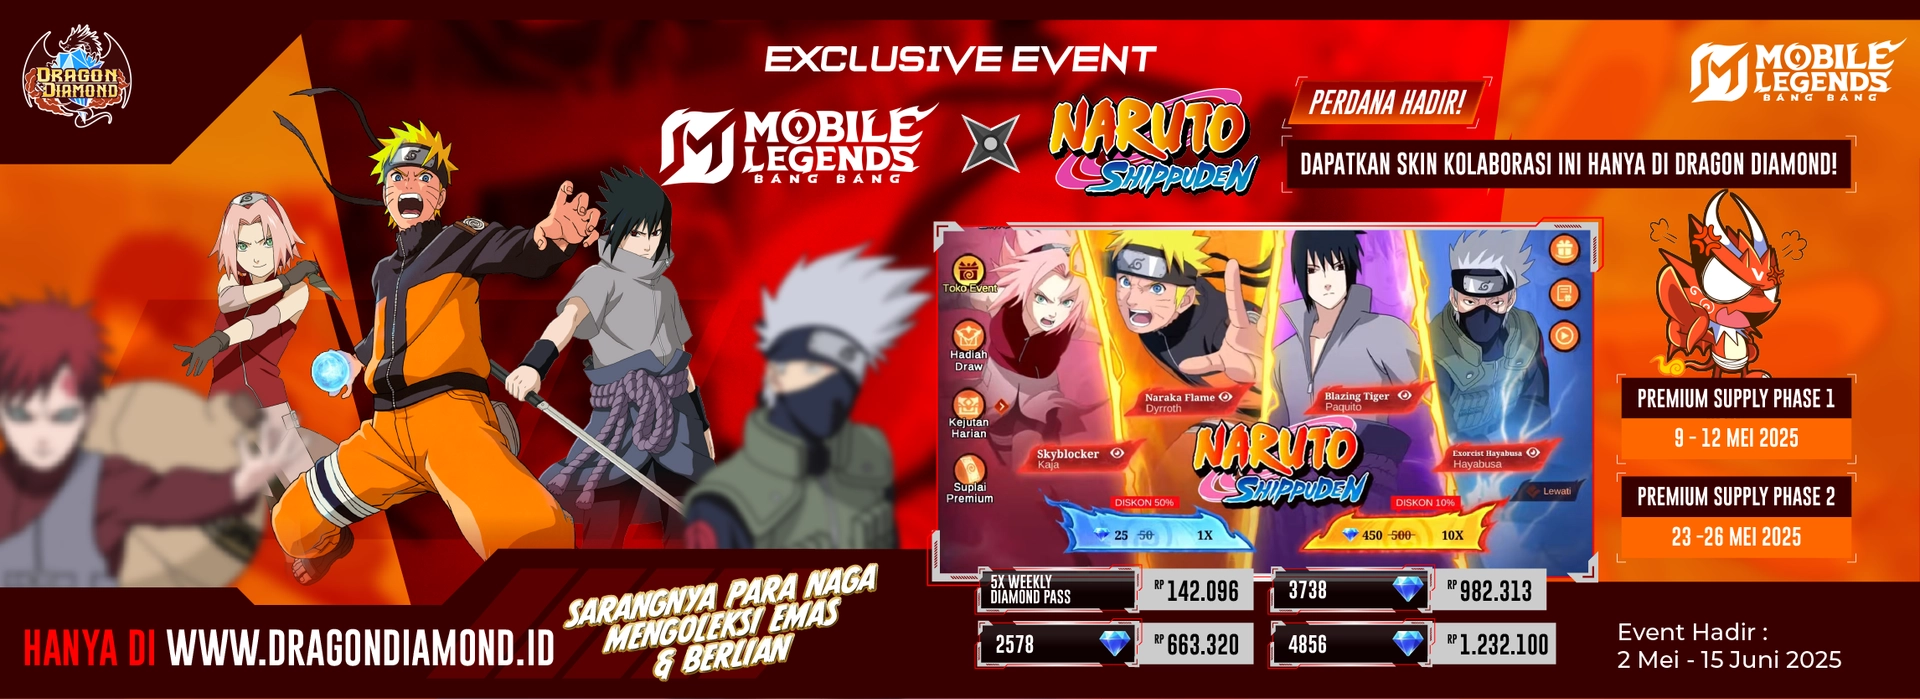 DRAGON
DIAMOND
EXCLUSIVE EVENT
MOBILE
LEGENDS
BANG BANG
NARUTO
SHIPPUDEN
PERDANA HADIR!
DAPATKAN SKIN KOLABORASI INI HANYA DI DRAGON DIAMOND!
MOBILE
LEGENDS
BANG BANG
Toko Event
Hadiah
Draw
Kejutan
Harian
Suplai
Premium
Naraka Flame
Dyrroth
Blazing Tiger
Paquito
Skyblocker
Kaja
Exorcist Hayabusa
Hayabusa
NARUTO
SHIPPUDEN
Lewati
DISKON 50%
25 50 1X
DISKON 10%
450 500 10X
PREMIUM SUPPLY PHASE 1
9 - 12 MEI 2025
PREMIUM SUPPLY PHASE 2
23 -26 MEI 2025
5X WEEKLY
DIAMOND PASS
RP 142.096
3738
RP 982.313
2578
RP 663.320
4856
RP 1.232.100
HANYA DI WWW.DRAGONDIAMOND.ID
SARANGNYA PARA NAGA
MENGOLEKSI EMAS
& BERLIAN
Event Hadir :
2 Mei - 15 Juni 2025